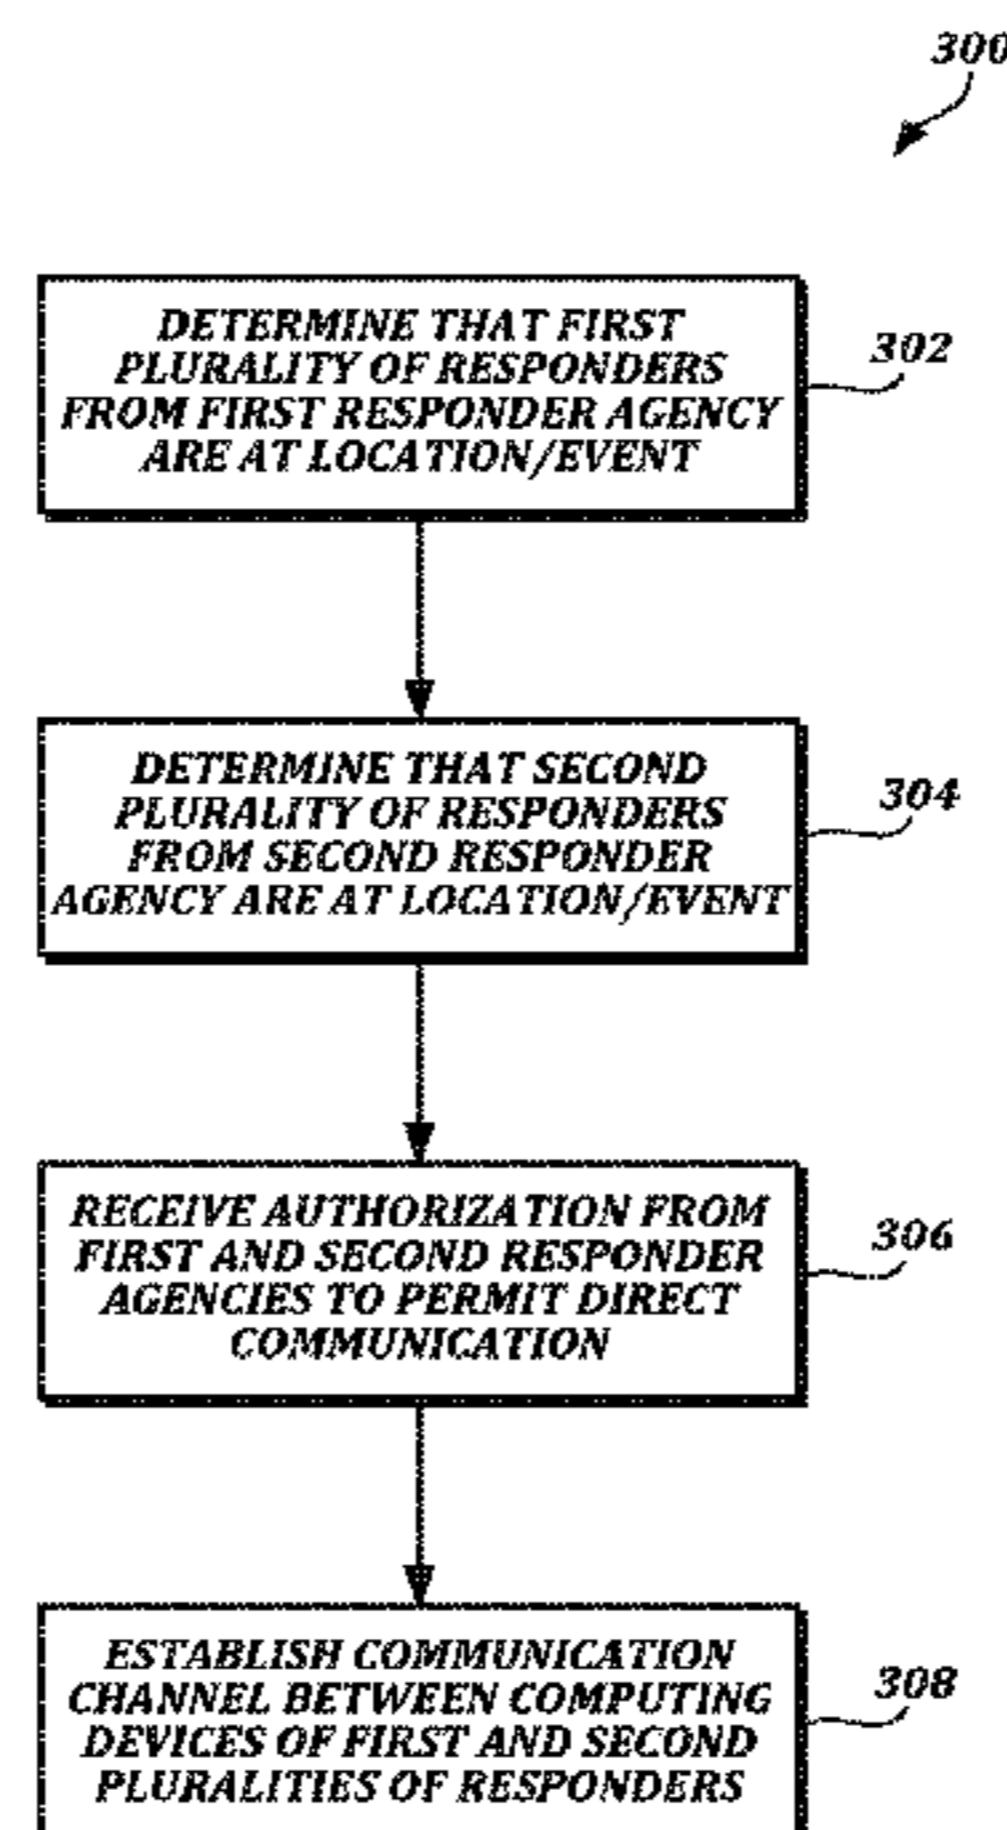 300
DETERMINE THAT FIRST
PLURALITY OF RESPONDERS
FROM FIRST RESPONDER AGENCY
ARE AT LOCATION/EVENT
302
DETERMINE THAT SECOND
PLURALITY OF RESPONDERS
FROM SECOND RESPONDER
AGENCY ARE AT LOCATION/EVENT
304
RECEIVE AUTHORIZATION FROM
FIRST AND SECOND RESPONDER
AGENCIES TO PERMIT DIRECT
COMMUNICATION
306
ESTABLISH COMMUNICATION
CHANNEL BETWEEN COMPUTING
DEVICES OF FIRST AND SECOND
PLURALITIES OF RESPONDERS
308